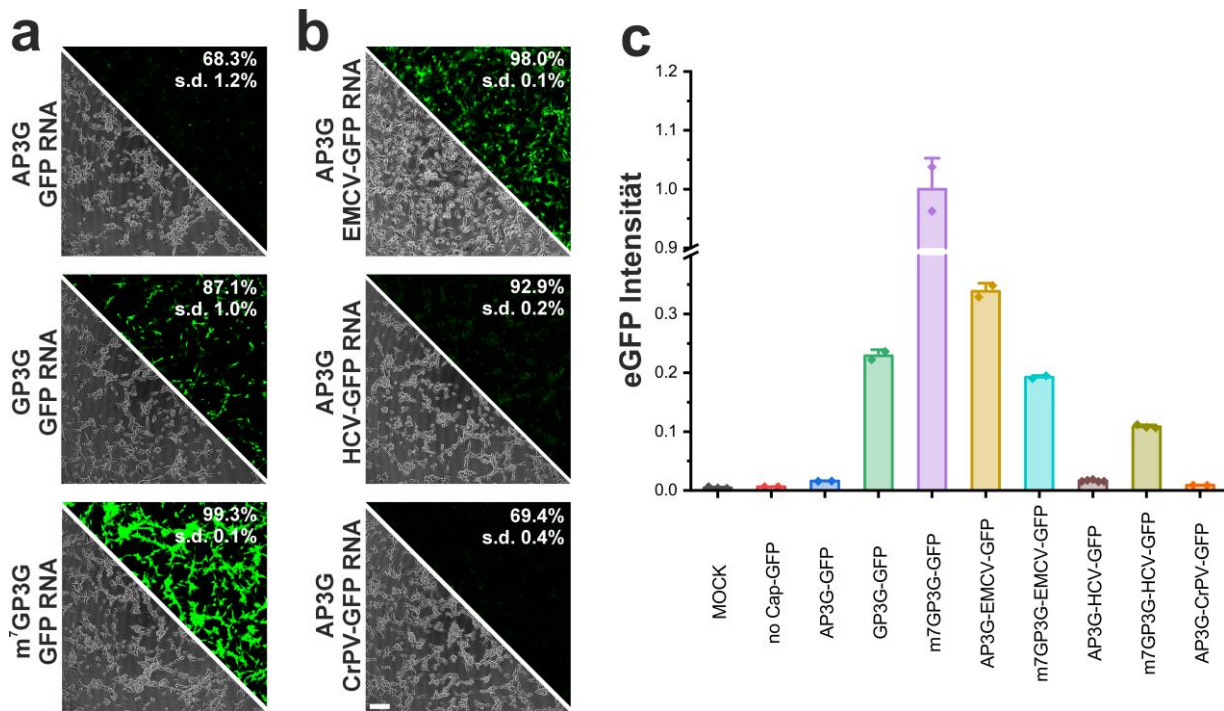 a
AP3G
GFP RNA
68.3%
s.d. 1.2%
GP3G
GFP RNA
87.1%
s.d. 1.0%
m⁷GP3G
GFP RNA
99.3%
s.d. 0.1%
b
AP3G
EMCV-GFP RNA
98.0%
s.d. 0.1%
AP3G
HCV-GFP RNA
92.9%
s.d. 0.2%
AP3G
CrPV-GFP RNA
69.4%
s.d. 0.4%
c
eGFP Intensität
1.2
1.1
1.0
0.9
0.3
0.2
0.1
0.0
MOCK
no Cap-GFP
AP3G-GFP
GP3G-GFP
m7GP3G-GFP
AP3G-EMCV-GFP
m7GP3G-EMCV-GFP
AP3G-HCV-GFP
m7GP3G-HCV-GFP
AP3G-CrPV-GFP